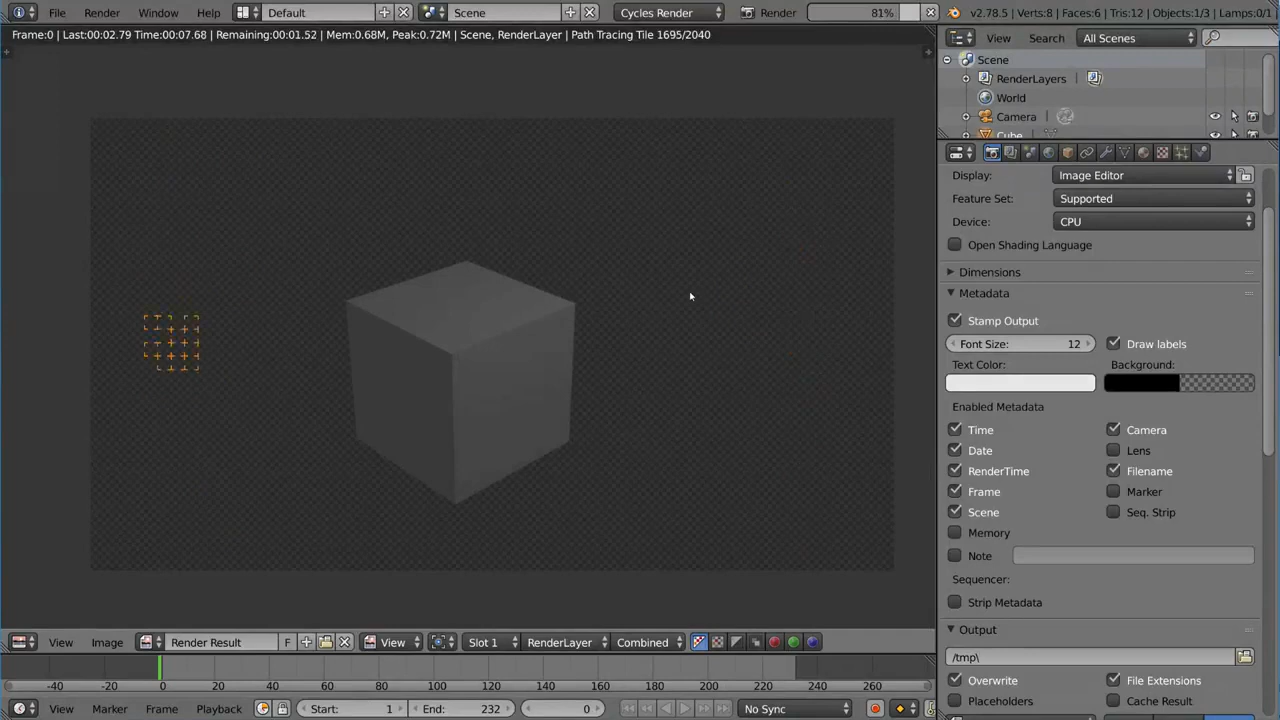 File Render Window Help Default Scene Cycles Render Render 81% v2.78.5 | Verts:8 | Faces:6 | Tris:12 | Objects:1/3 | Lamps:0/1
Frame:0 | Last:00:02.79 Time:00:07.68 | Remaining:00:01.52 | Mem:0.68M, Peak:0.72M | Scene, RenderLayer | Path Tracing Tile 1695/2040
View Search All Scenes
Scene
RenderLayers
World
Camera
Cube
Display: Image Editor
Feature Set: Supported
Device: CPU
Open Shading Language
Dimensions
Metadata
Stamp Output
Font Size: 12 Draw labels
Text Color: Background:
Enabled Metadata
Time Camera
Date Lens
RenderTime Filename
Frame Marker
Scene Seq. Strip
Memory
Note
Sequencer:
Strip Metadata
Output
/tmp\
Overwrite File Extensions
Placeholders Cache Result
View Image Render Result F View Slot 1 RenderLayer Combined
-40 -20 0 20 40 60 80 100 120 140 160 180 200 220 240 260
View Marker Frame Playback Start: 1 End: 232 0 No Sync